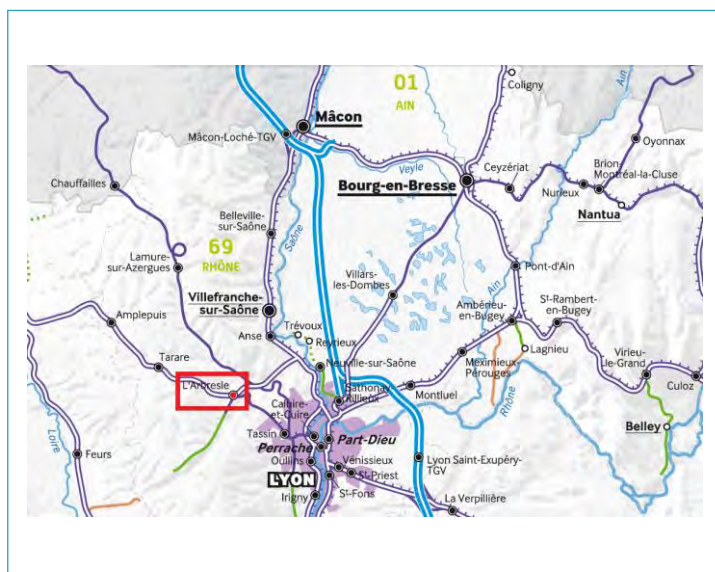 01
AIN
Coligny
Ain
Mâcon
Mâcon-Loché-TGV
Oyonnax
Veyle
Ceyzériat
Brion-
Montréal-la-Cluse
Chauffailles
Bourg-en-Bresse
Nurieux
Nantua
Belleville-
sur-Saône
Saône
69
RHÔNE
Lamure-
sur-Azergues
Villars-
les-Dombes
Ain
Pont-d'Ain
Villefranche-
sur-Saône
Ambérieu-
en-Bugey
St-Rambert-
en-Bugey
Amplepuis
Trévoux
Anse
Reyrieux
Lagnieu
Tarare
Neuville-sur-Saône
Meximieux
Pérouges
Virieu-
le-Grand
L'Arbresle
Sathonay
Rillieux
Montluel
Rhône
Culoz
Caluire-
et-Cuire
Belley
Loire
Tassin
Part-Dieu
Perrache
Feurs
Oullins
Vénissieux
Lyon Saint-Exupéry-
TGV
LYON
St-Priest
Irigny
St-Fons
La Verpillière